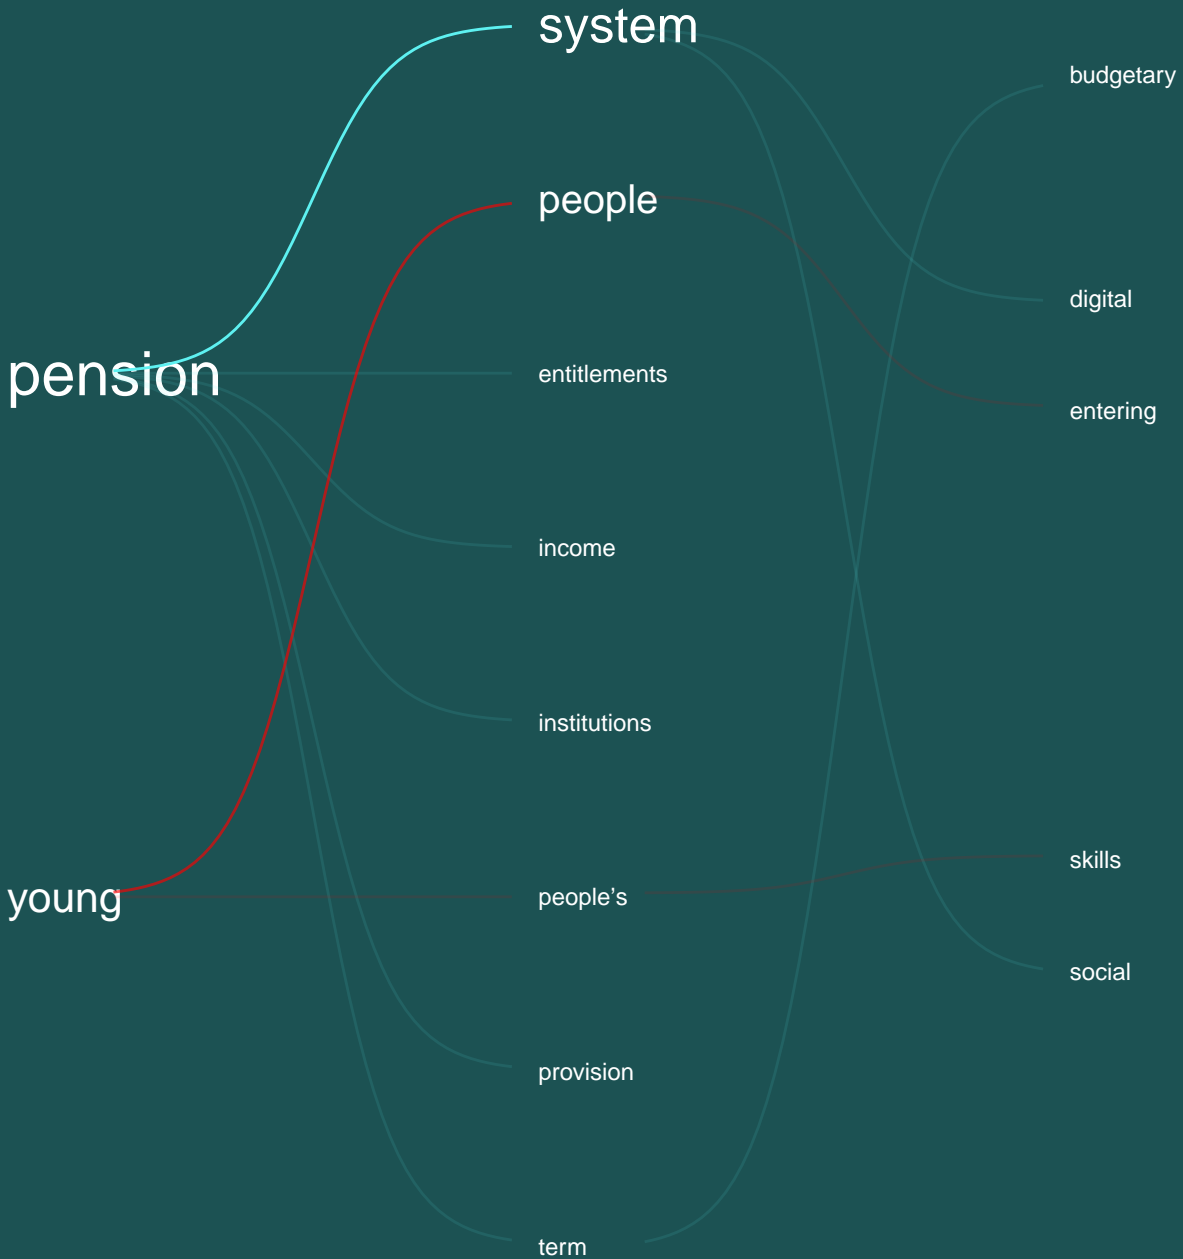 system
budgetary
people
digital
pension
entitlements
entering
income
institutions
skills
young
people’s
social
provision
term